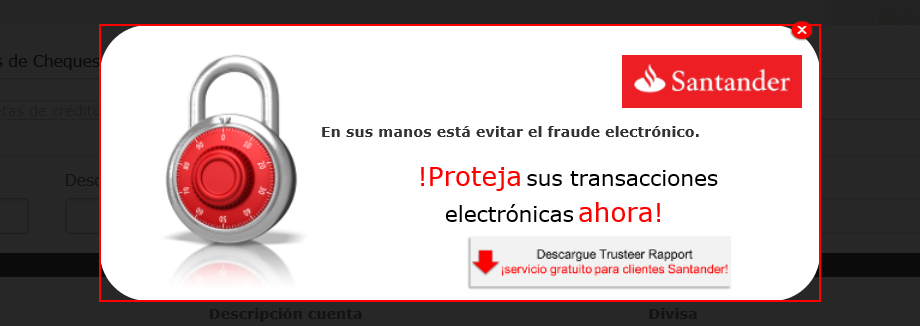 s de Cheques
etas de crédito
Desc
Santander
En sus manos está evitar el fraude electrónico.
!Proteja sus transacciones
electrónicas ahora!
Descargue Trusteer Rapport
¡servicio gratuito para clientes Santander!
Descripción cuenta
Divisa